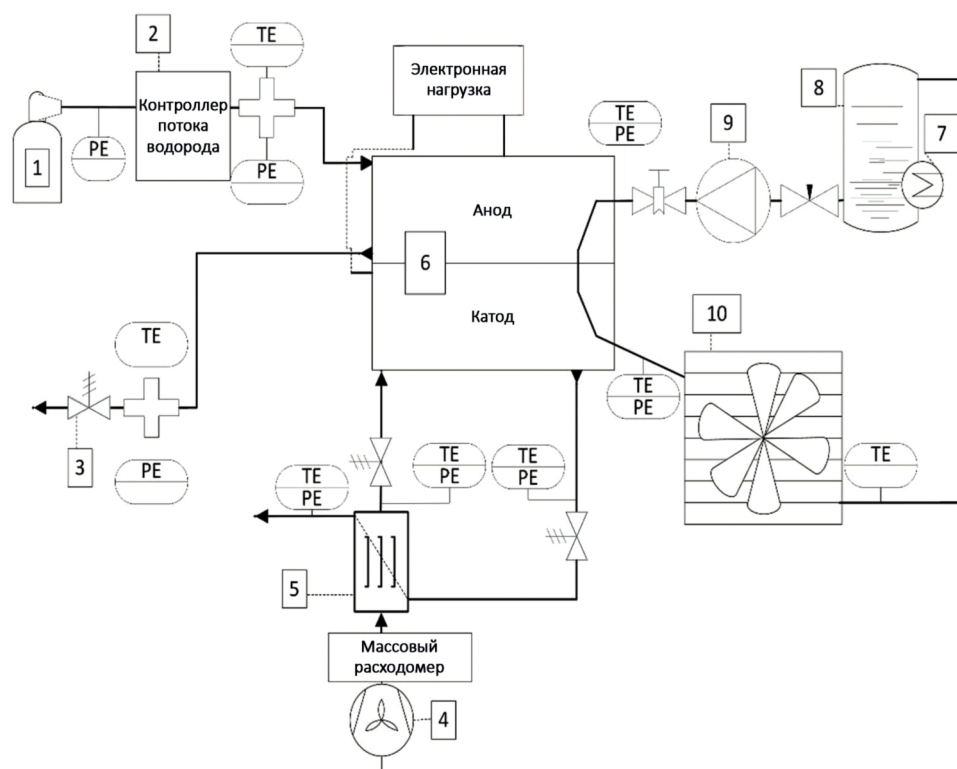 2
TE
Электронная
нагрузка
Контроллер
потока
водорода
PE
PE
1
TE
PE
9
8
7
Анод
6
Катод
10
TE
TE
PE
3
PE
TE
PE
TE
PE
TE
PE
TE
5
Массовый
расходомер
4